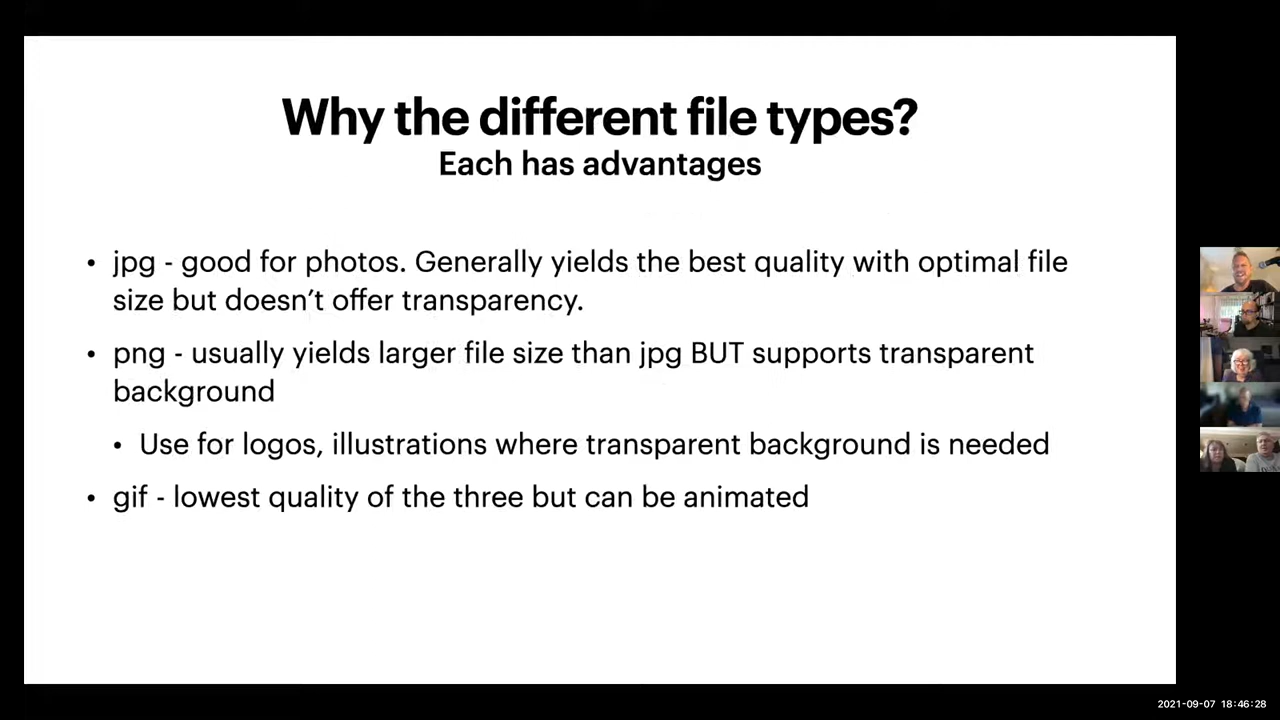 Why the different file types?
Each has advantages
• jpg - good for photos. Generally yields the best quality with optimal file
size but doesn’t offer transparency.
• png - usually yields larger file size than jpg BUT supports transparent
background
• Use for logos, illustrations where transparent background is needed
• gif - lowest quality of the three but can be animated
2021-09-07 18:46:28